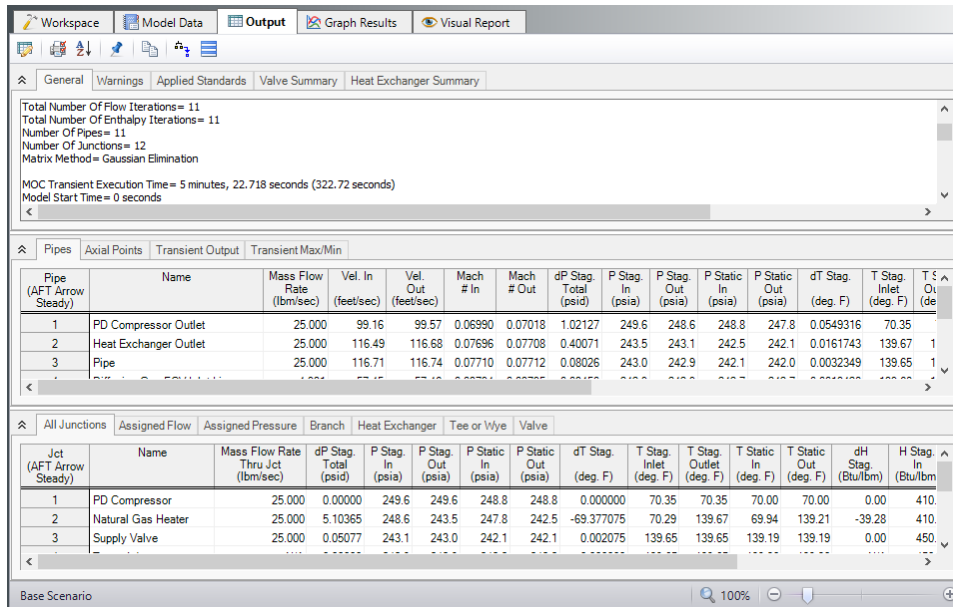 Workspace Model Data Output Graph Results Visual Report
General Warnings Applied Standards Valve Summary Heat Exchanger Summary
Total Number Of Flow Iterations= 11
Total Number Of Enthalpy Iterations= 11
Number Of Pipes= 11
Number Of Junctions= 12
Matrix Method= Gaussian Elimination
MOC Transient Execution Time= 5 minutes, 22.718 seconds (322.72 seconds)
Model Start Time= 0 seconds
Pipes Axial Points Transient Output Transient Max/Min
Pipe Name Mass Flow Vel. In Vel. Mach Mach dP Stag. P Stag. P Stag. P Static P Static dT Stag. T Stag.
(AFT Arrow Rate Out # In # Out Total In Out In Out Inlet
Steady) (lbm/sec) (feet/sec) (feet/sec) (psid) (psia) (psia) (psia) (psia) (deg. F) (deg. F)
1 PD Compressor Outlet 25.000 99.16 99.57 0.06990 0.07018 1.02127 249.6 248.6 248.8 247.8 0.0549316 70.35
2 Heat Exchanger Outlet 25.000 116.49 116.68 0.07696 0.07708 0.40071 243.5 243.1 242.5 242.1 0.0161743 139.67 1
3 Pipe 25.000 116.71 116.74 0.07710 0.07712 0.08026 243.0 242.9 242.1 242.0 0.0032349 139.65 1
All Junctions Assigned Flow Assigned Pressure Branch Heat Exchanger Tee or Wye Valve
Jct Name Mass Flow Rate dP Stag. P Stag. P Stag. P Static P Static dT Stag. T Stag. T Stag. T Static T Static dH H Stag.
(AFT Arrow Thru Jct Total In Out In Out Inlet Outlet In Out Stag. In
Steady) (lbm/sec) (psid) (psia) (psia) (psia) (psia) (deg. F) (deg. F) (deg. F) (deg. F) (deg. F) (Btu/lbm) (Btu/lbm
1 PD Compressor 25.000 0.00000 249.6 249.6 248.8 248.8 0.000000 70.35 70.35 70.00 70.00 0.00 410.
2 Natural Gas Heater 25.000 5.10365 248.6 243.5 247.8 242.5 -69.377075 70.29 139.67 69.94 139.21 -39.28 410.
3 Supply Valve 25.000 0.05077 243.1 243.0 242.1 242.1 0.002075 139.65 139.65 139.19 139.19 0.00 450.
Base Scenario 100%